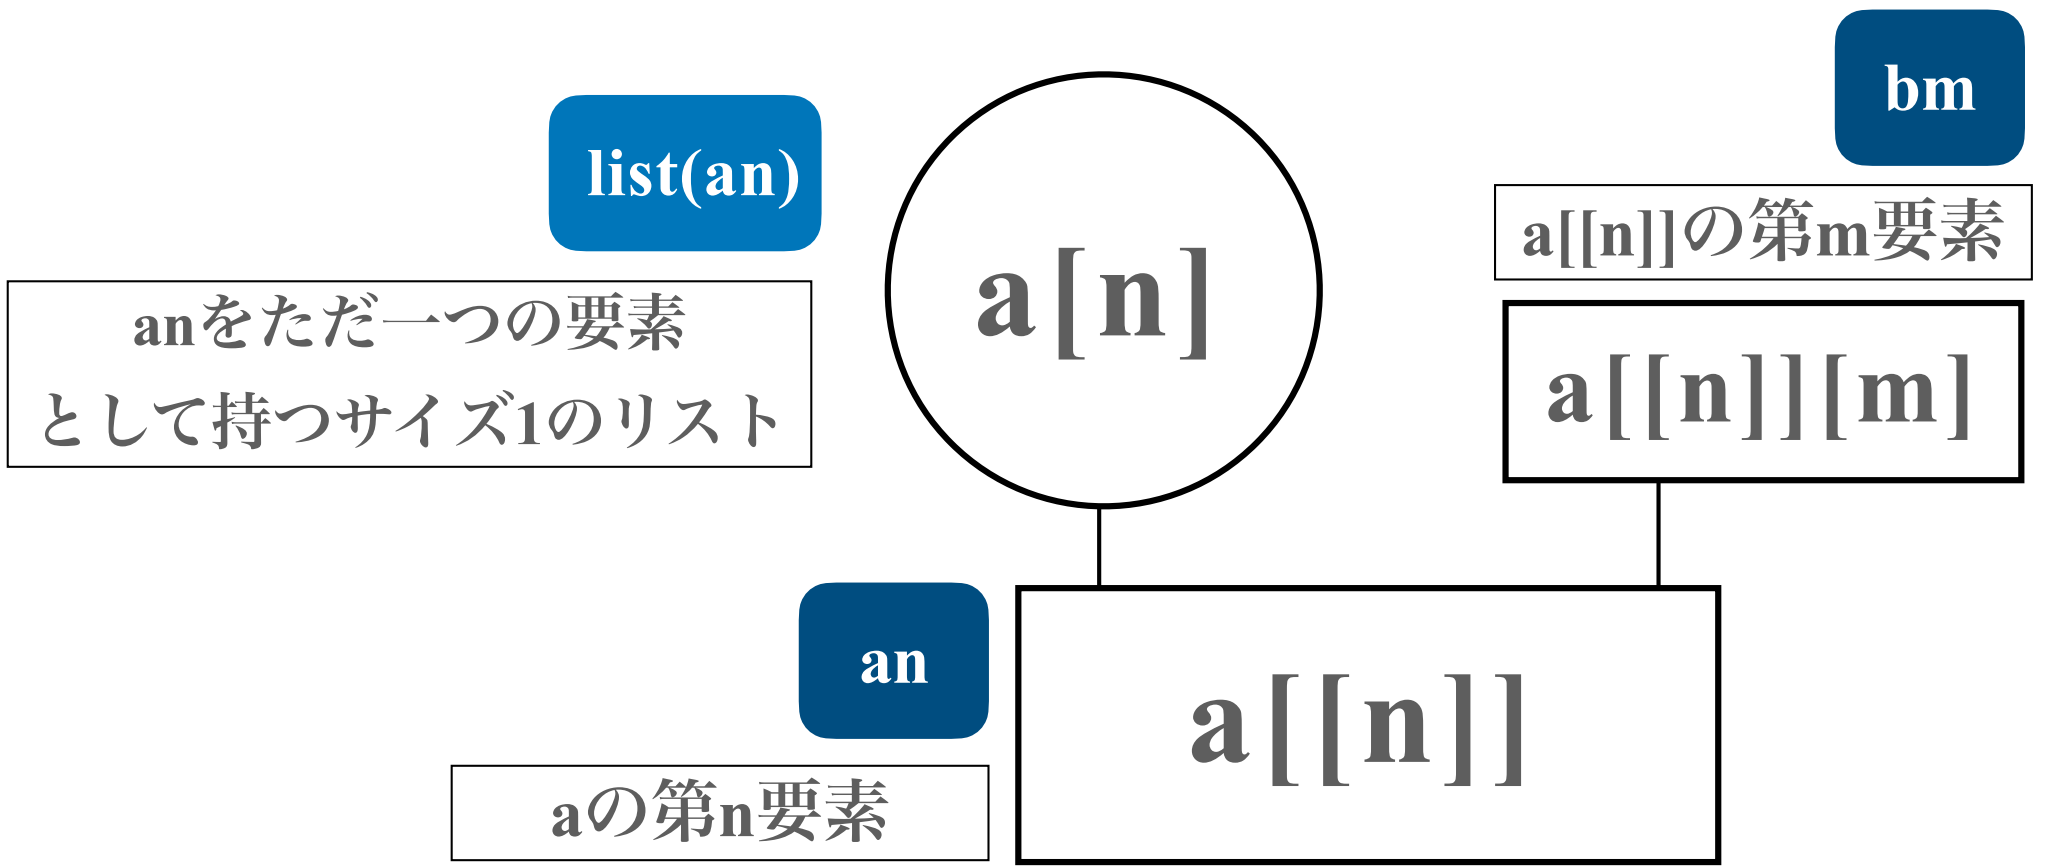 bm
list(an)
a[[n]]の第m要素
a[n]
anをただ一つの要素
として持つサイズ1のリスト
a[[n]][m]
an
a[[n]]
aの第n要素